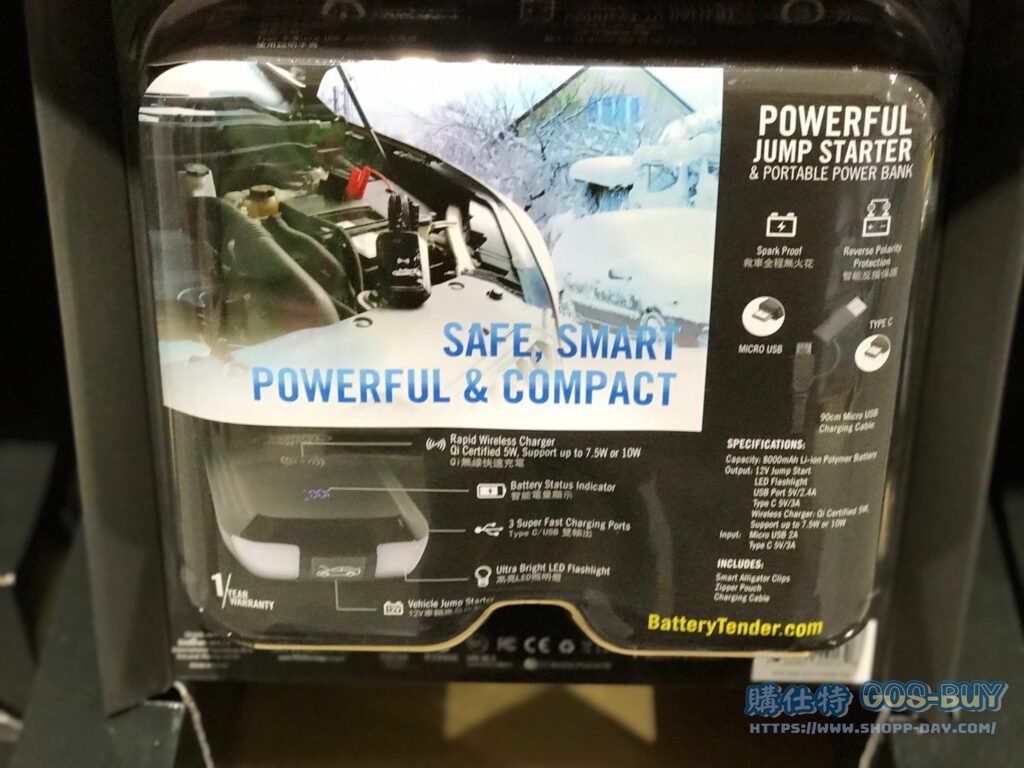 POWERFUL
JUMP STARTER
& PORTABLE POWER BANK
Spark Proof
救車全程無火花
Reverse Polarity
Protection
智能反接保護
MICRO USB
TYPE C
90cm Micro USB
Charging Cable
SAFE, SMART
POWERFUL & COMPACT
Rapid Wireless Charger
Qi Certified 5W, Support up to 7.5W or 10W
Qi無線快速充電
Battery Status Indicator
智能電量顯示
3 Super Fast Charging Ports
Type C/USB 雙輸出
Ultra Bright LED Flashlight
高亮LED照明燈
12V
Vehicle Jump Starter
1/YEAR
WARRANTY
SPECIFICATIONS:
Capacity: 8000mAh Li-ion Polymer Battery
Output: 12V Jump Start
LED Flashlight
USB Port 5V/2.4A
Type C 5V/3A
Wireless Charger: Qi Certified 5W,
Support up to 7.5W or 10W
Input: Micro USB 2A
Type C 5V/3A
INCLUDES:
Smart Alligator Clips
Zipper Pouch
Charging Cable
BatteryTender.com
FC CE
購仕特 COS-BUY
HTTPS://WWW.SHOPP-DAY.COM/